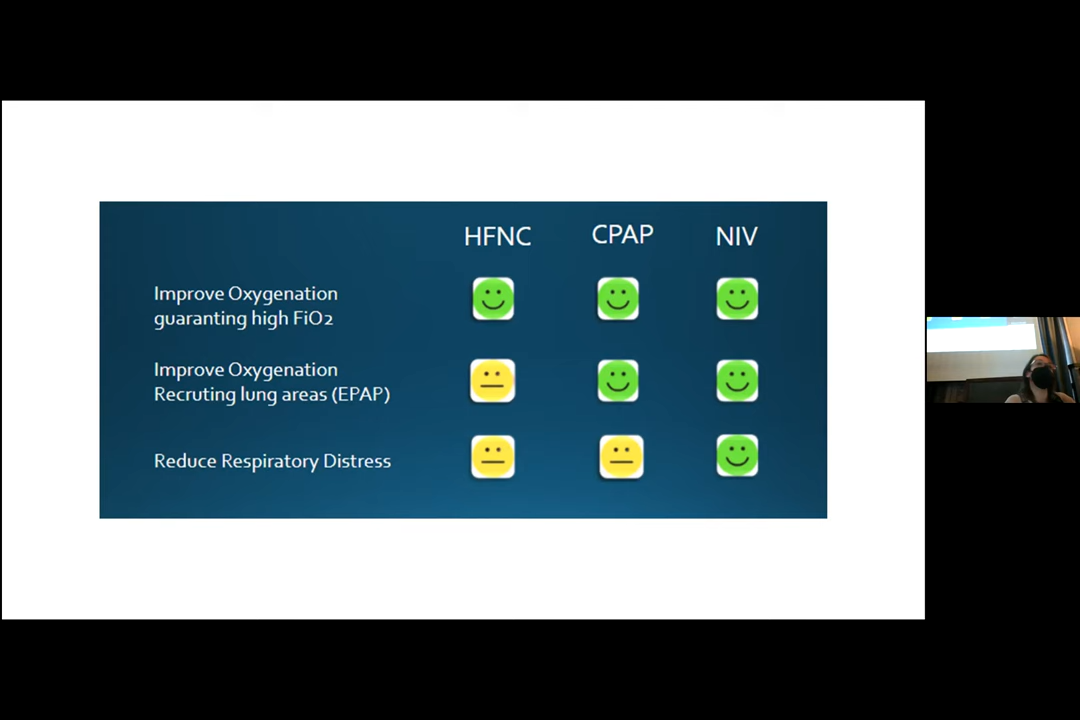 HFNC CPAP NIV
Improve Oxygenation
guaranting high FiO2
Improve Oxygenation
Recruting lung areas (EPAP)
Reduce Respiratory Distress